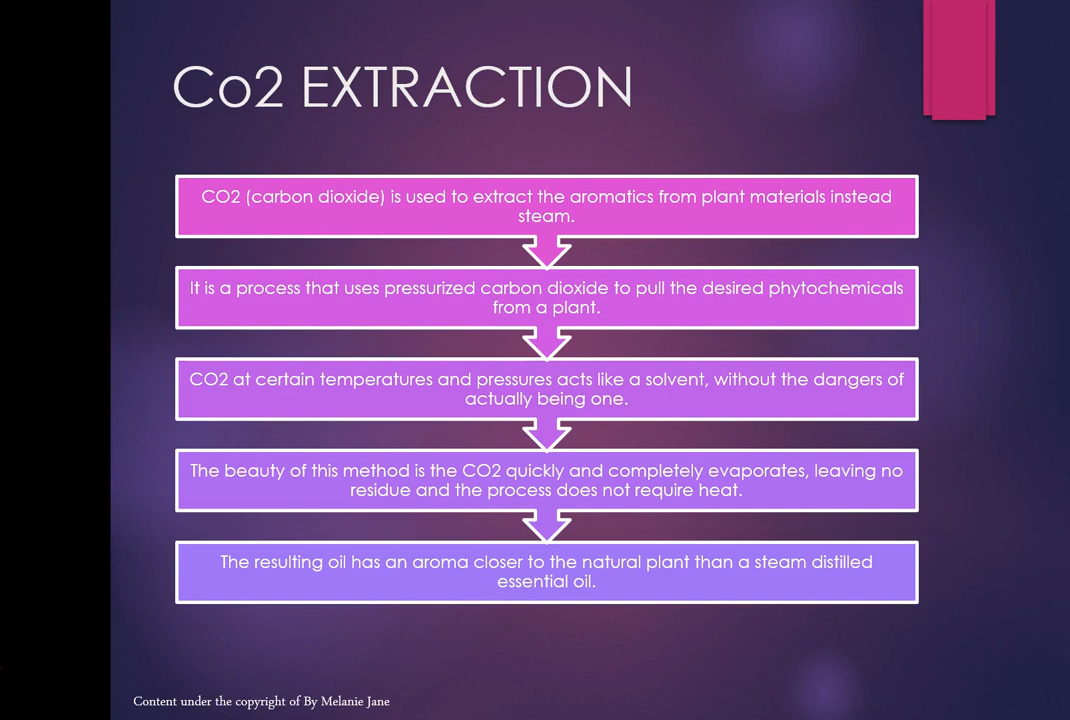 Co2 EXTRACTION
CO2 (carbon dioxide) is used to extract the aromatics from plant materials instead
steam.
It is a process that uses pressurized carbon dioxide to pull the desired phytochemicals
from a plant.
CO2 at certain temperatures and pressures acts like a solvent, without the dangers of
actually being one.
The beauty of this method is the CO2 quickly and completely evaporates, leaving no
residue and the process does not require heat.
The resulting oil has an aroma closer to the natural plant than a steam distilled
essential oil.
Content under the copyright of By Melanie Jane